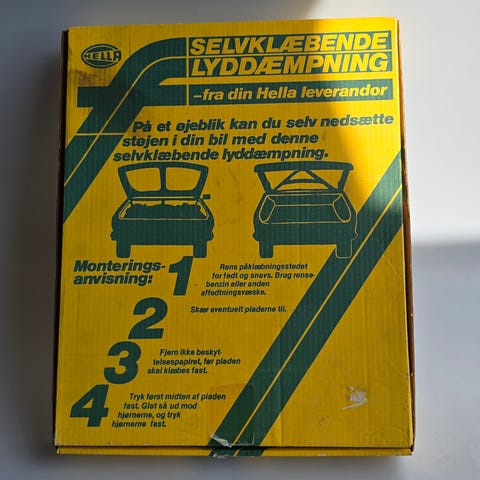 HELLA
SELVKLÆBENDE
LYDDÆMPNING
–fra din Hella leverandør
På et øjeblik kan du selv nedsætte
støjen i din bil med denne
selvklæbende lyddæmpning.
Monterings-
anvisning:
1
Rens påklæbningsstedet
for fedt og snavs. Brug rense-
benzin eller anden
affedtningsvæske.
2
Skær eventuelt pladerne til.
3
Fjern ikke beskyt-
telsespapiret, før pladen
skal klæbes fast.
4
Tryk først midten af pladen
fast. Glat så ud mod
hjørnerne, og tryk
hjørnerne fast.